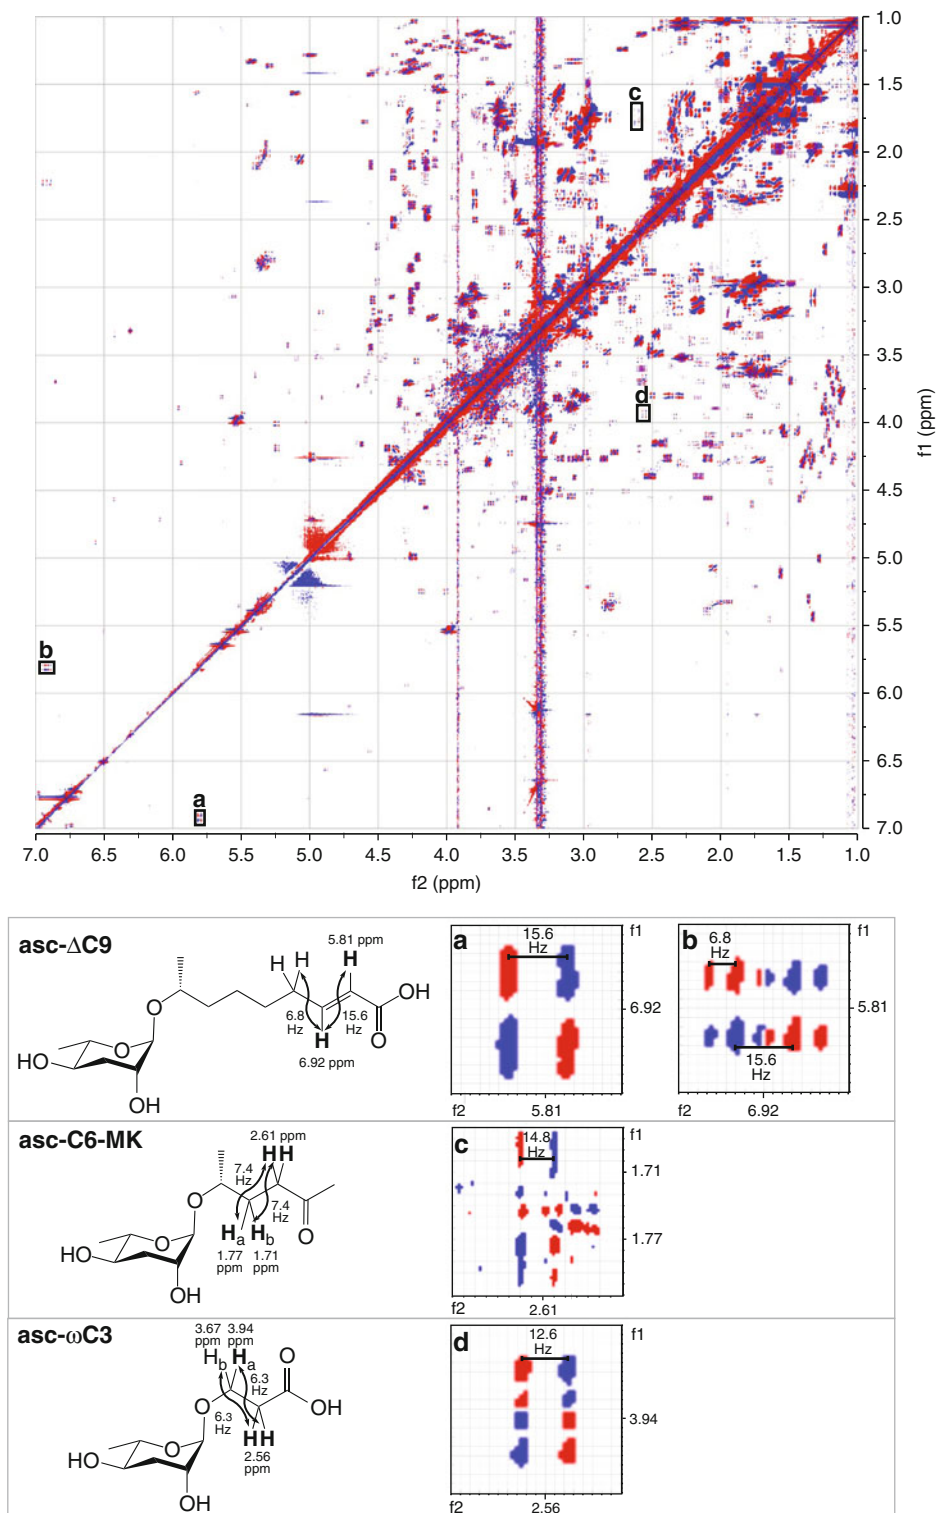 1.0
1.5
c
2.0
2.5
3.0
3.5
d
4.0
f1 (ppm)
4.5
5.0
5.5
b
6.0
6.5
a
7.0
7.0 6.5 6.0 5.5 5.0 4.5 4.0 3.5 3.0 2.5 2.0 1.5 1.0
f2 (ppm)
asc-ΔC9
5.81 ppm
H H H
OH
O
6.8 Hz
15.6 Hz
H
6.92 ppm
O
O
HO
OH
a
15.6 Hz
f1
6.92
f2
5.81
b
6.8 Hz
f1
5.81
15.6 Hz
f2
6.92
asc-C6-MK
2.61 ppm
HH
7.4 Hz
7.4 Hz
O
O
Ha Hb
1.77 ppm
1.71 ppm
O
HO
OH
c
14.8 Hz
f1
1.71
1.77
f2
2.61
asc-ωC3
3.67 ppm
3.94 ppm
Hb Ha
O
6.3 Hz
OH
O
6.3 Hz
HH
2.56 ppm
O
HO
OH
d
12.6 Hz
f1
3.94
f2
2.56